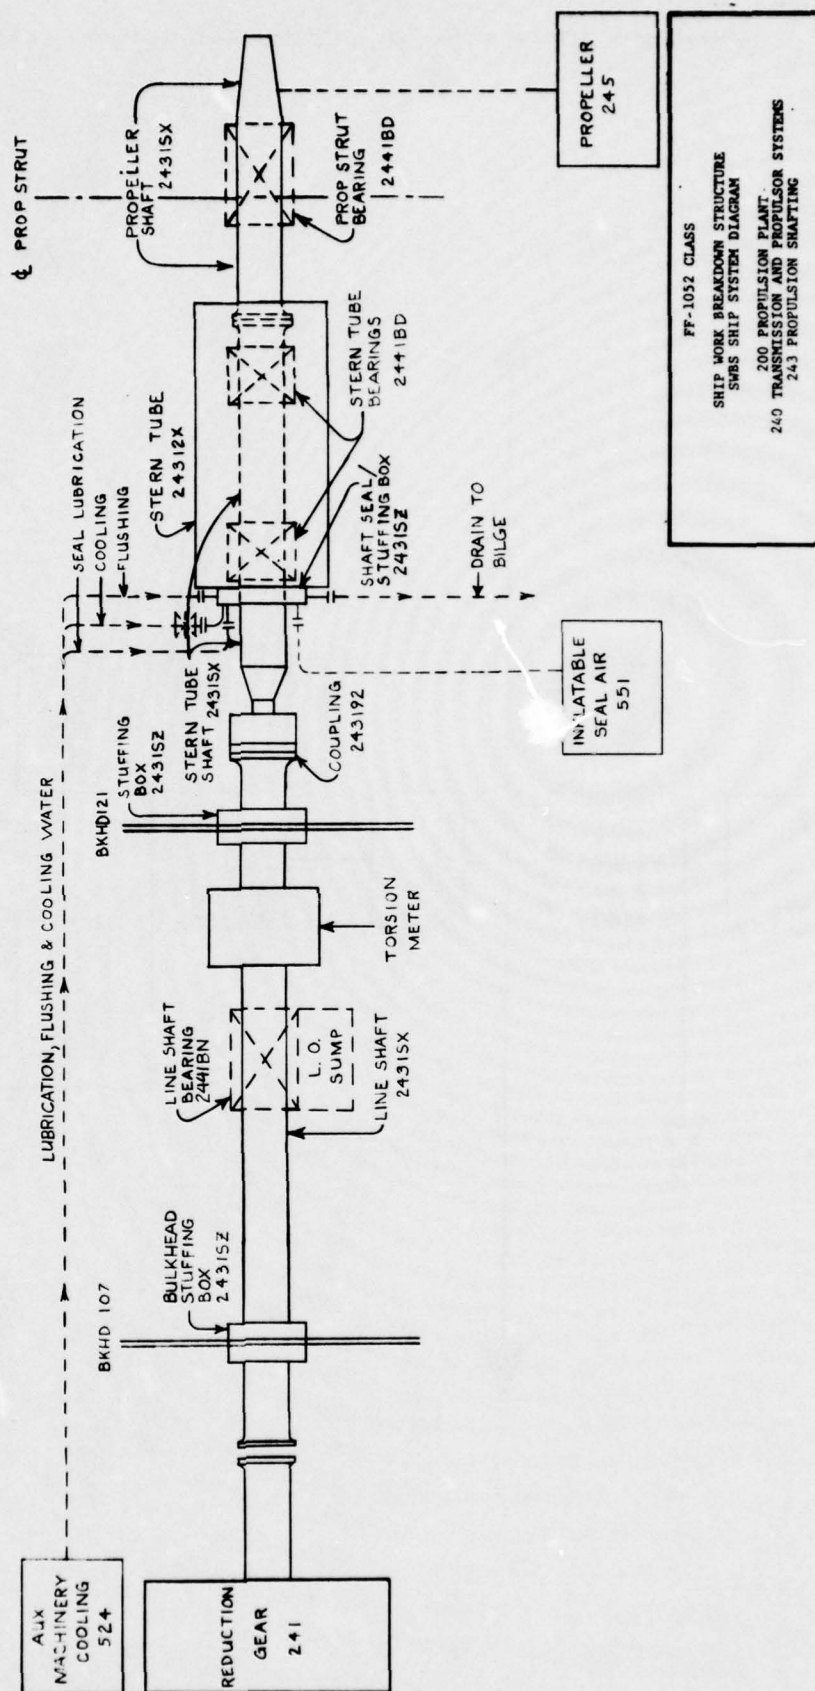 AUX
MACHINERY
COOLING
524
REDUCTION
GEAR
241
LUBRICATION, FLUSHING & COOLING WATER
BKHD 107
BULKHEAD
STUFFING
BOX
2431SZ
LINE SHAFT
BEARING
2441BN
L. O.
SUMP
LINE SHAFT
2431SX
TORSION
METER
BKHD 121
STUFFING
BOX
2431SZ
COUPLING
243192
STERN TUBE
SHAFT 2431SX
SEAL LUBRICATION
COOLING
FLUSHING
STERN TUBE
24312X
SHAFT SEAL/
STUFFING BOX
2431SZ
STERN TUBE
BEARINGS
2441BD
DRAIN TO
BILGE
INFLATABLE
SEAL AIR
551
℄ PROP STRUT
PROPELLER
SHAFT
2431SX
PROP STRUT
BEARING
2441BD
PROPELLER
245
FF-1052 CLASS
SHIP WORK BREAKDOWN STRUCTURE
SWBS SHIP SYSTEM DIAGRAM
200 PROPULSION PLANT
240 TRANSMISSION AND PROPULSOR SYSTEMS
243 PROPULSION SHAFTING